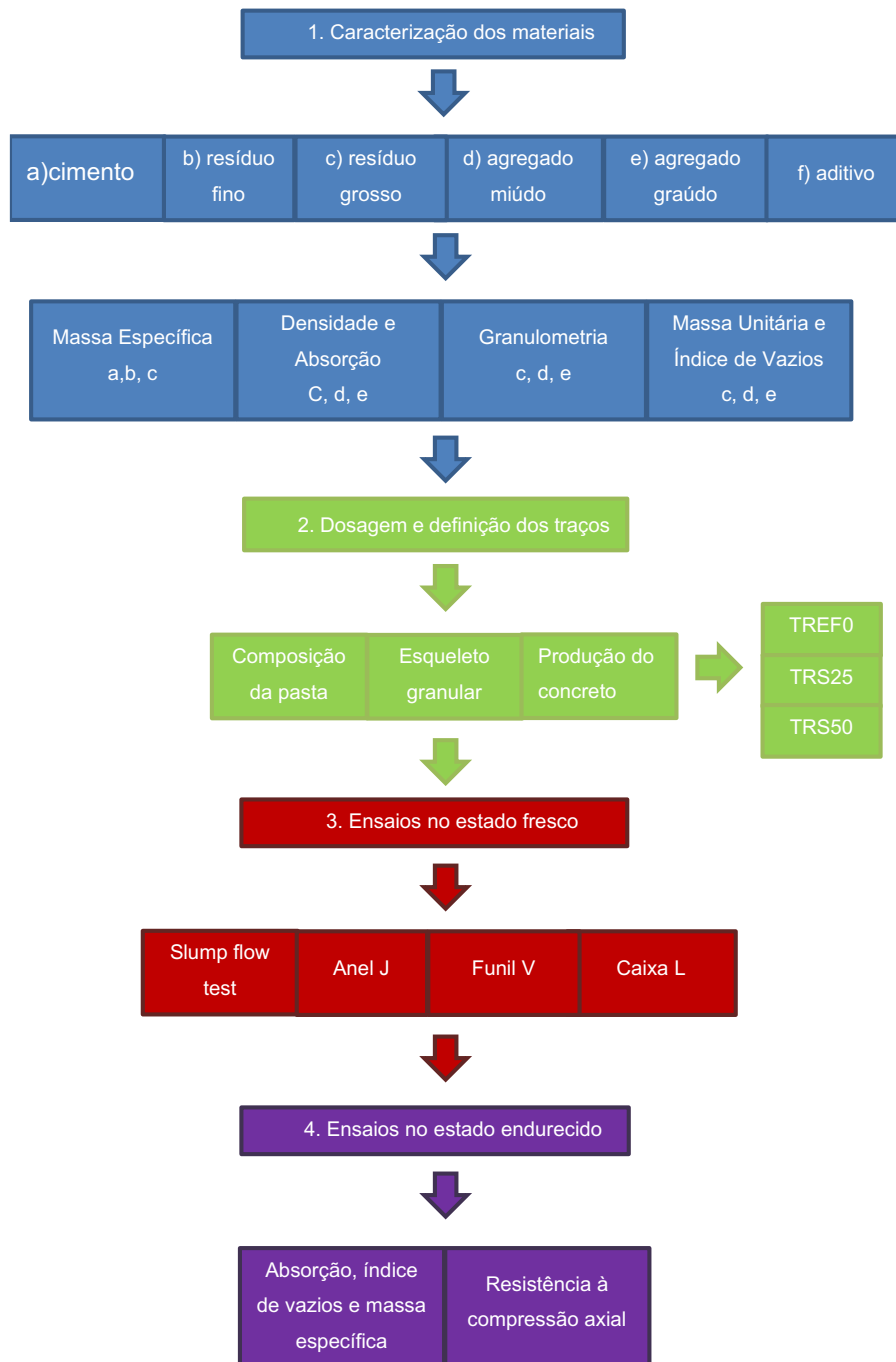 1. Caracterização dos materiais
a)cimento
b) resíduo
fino
c) resíduo
grosso
d) agregado
miúdo
e) agregado
graúdo
f) aditivo
Massa Específica
a,b, c
Densidade e
Absorção
C, d, e
Granulometria
c, d, e
Massa Unitária e
Índice de Vazios
c, d, e
2. Dosagem e definição dos traços
Composição
da pasta
Esqueleto
granular
Produção do
concreto
TREF0
TRS25
TRS50
3. Ensaios no estado fresco
Slump flow
test
Anel J
Funil V
Caixa L
4. Ensaios no estado endurecido
Absorção, índice
de vazios e massa
específica
Resistência à
compressão axial